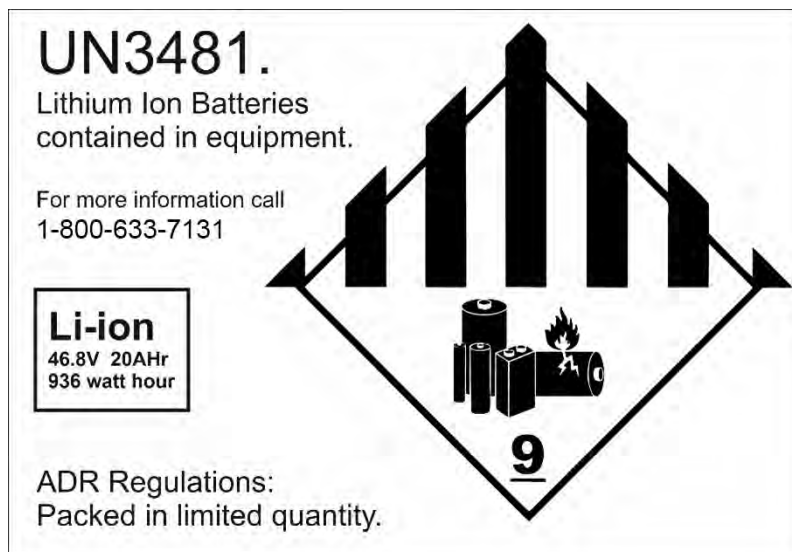 UN3481.
Lithium Ion Batteries
contained in equipment.
For more information call
1-800-633-7131
Li-ion
46.8V 20AHr
936 watt hour
9
ADR Regulations:
Packed in limited quantity.